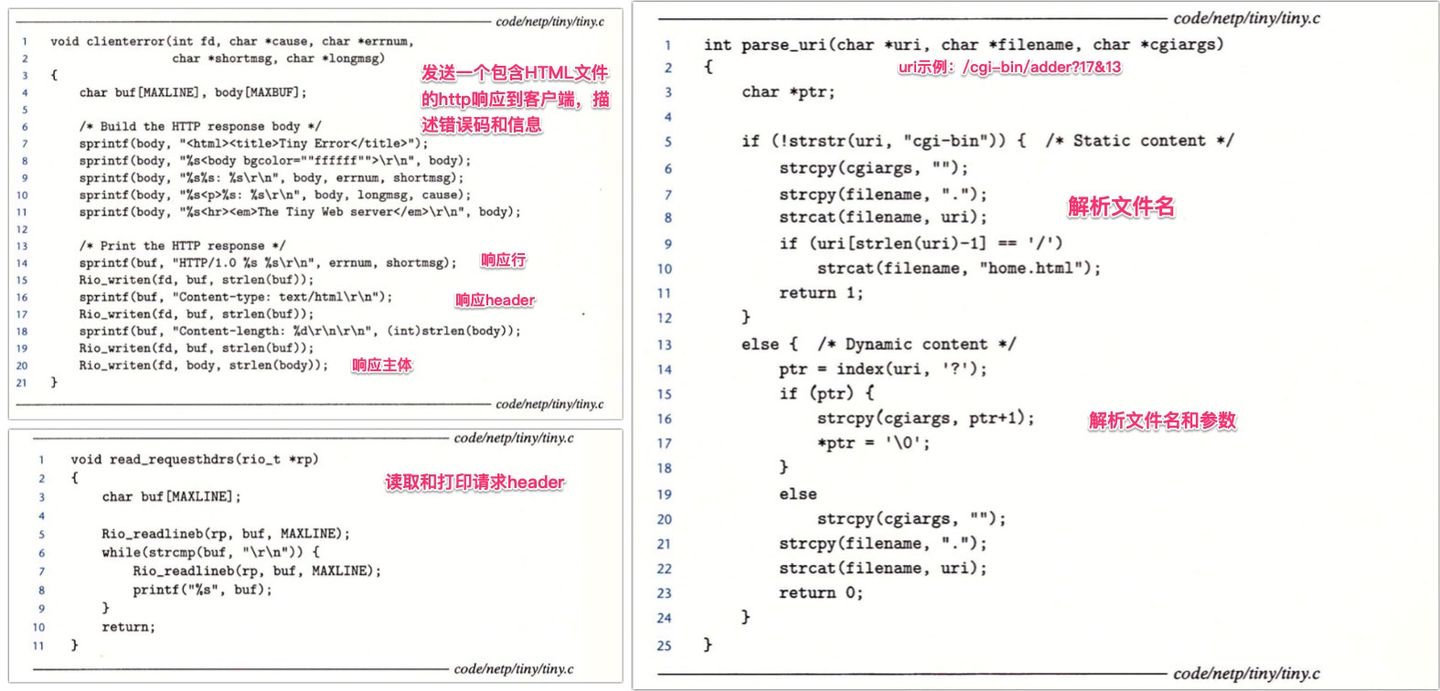 code/netp/tiny/tiny.c
1 void clienterror(int fd, char *cause, char *errnum,
2 char *shortmsg, char *longmsg)
3 {
发送一个包含HTML文件
的http响应到客户端，描
述错误码和信息
4 char buf[MAXLINE], body[MAXBUF];
5
6 /* Build the HTTP response body */
7 sprintf(body, "<html><title>Tiny Error</title>");
8 sprintf(body, "%s<body bgcolor=""ffffff"">\r\n", body);
9 sprintf(body, "%s%s: %s\r\n", body, errnum, shortmsg);
10 sprintf(body, "%s<p>%s: %s\r\n", body, longmsg, cause);
11 sprintf(body, "%s<hr><em>The Tiny Web server</em>\r\n", body);
12
13 /* Print the HTTP response */
14 sprintf(buf, "HTTP/1.0 %s %s\r\n", errnum, shortmsg); 响应行
15 Rio_writen(fd, buf, strlen(buf));
16 sprintf(buf, "Content-type: text/html\r\n"); 响应header
17 Rio_writen(fd, buf, strlen(buf));
18 sprintf(buf, "Content-length: %d\r\n\r\n", (int)strlen(body));
19 Rio_writen(fd, buf, strlen(buf));
20 Rio_writen(fd, body, strlen(body)); 响应主体
21 }
code/netp/tiny/tiny.c
code/netp/tiny/tiny.c
1 void read_requesthdrs(rio_t *rp)
2 {
读取和打印请求header
3 char buf[MAXLINE];
4
5 Rio_readlineb(rp, buf, MAXLINE);
6 while(strcmp(buf, "\r\n")) {
7 Rio_readlineb(rp, buf, MAXLINE);
8 printf("%s", buf);
9 }
10 return;
11 }
code/netp/tiny/tiny.c
code/netp/tiny/tiny.c
1 int parse_uri(char *uri, char *filename, char *cgiargs)
2 { uri示例：/cgi-bin/adder?17&13
3 char *ptr;
4
5 if (!strstr(uri, "cgi-bin")) { /* Static content */
6 strcpy(cgiargs, "");
7 strcpy(filename, "."); 解析文件名
8 strcat(filename, uri);
9 if (uri[strlen(uri)-1] == '/')
10 strcat(filename, "home.html");
11 return 1;
12 }
13 else { /* Dynamic content */
14 ptr = index(uri, '?');
15 if (ptr) {
16 strcpy(cgiargs, ptr+1); 解析文件名和参数
17 *ptr = '\0';
18 }
19 else
20 strcpy(cgiargs, "");
21 strcpy(filename, ".");
22 strcat(filename, uri);
23 return 0;
24 }
25 }
code/netp/tiny/tiny.c